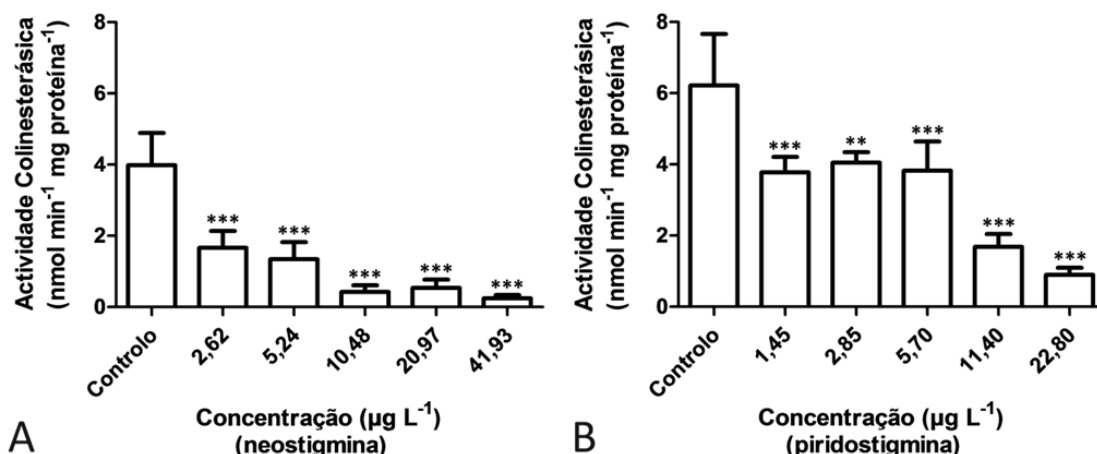 Actividade Colinesterásica
(nmol min⁻¹ mg proteína⁻¹)
8
6
4
2
0
***
***
***
***
***
Controlo
2,62
5,24
10,48
20,97
41,93
Concentração (µg L⁻¹)
(neostigmina)
A
Actividade Colinesterásica
(nmol min⁻¹ mg proteína⁻¹)
8
6
4
2
0
***
**
***
***
***
Controlo
1,45
2,85
5,70
11,40
22,80
Concentração (µg L⁻¹)
(piridostigmina)
B